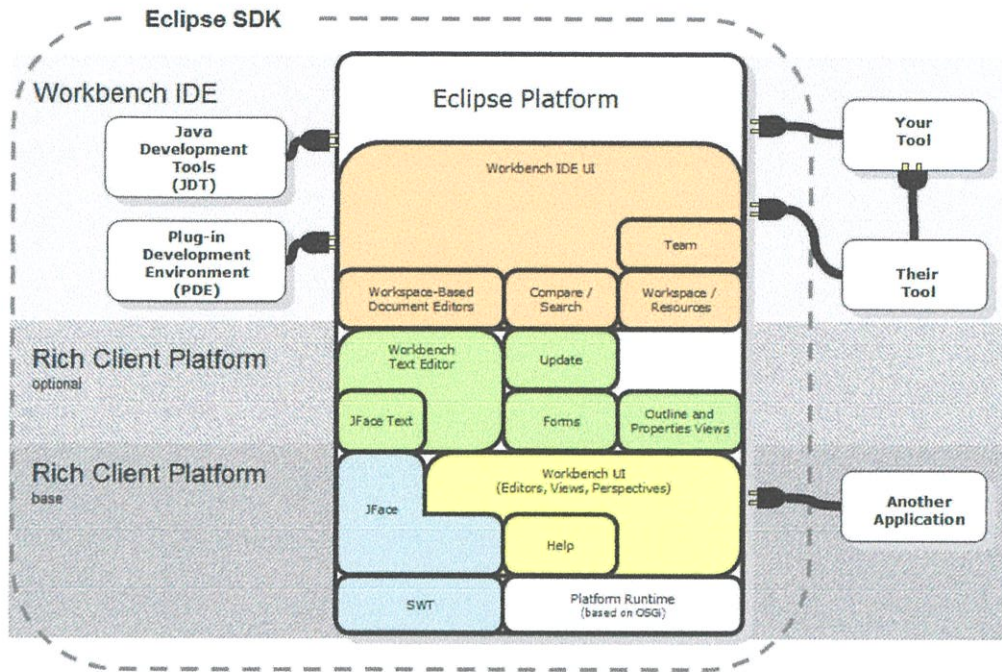 Eclipse SDK
Workbench IDE
Eclipse Platform
Java
Development
Tools
(JDT)
Your
Tool
Workbench IDE UI
Plug-in
Development
Environment
(PDE)
Team
Their
Tool
Workspace-Based
Document Editors
Compare /
Search
Workspace /
Resources
Rich Client Platform
optional
Workbench
Text Editor
Update
JFace Text
Forms
Outline and
Properties Views
Rich Client Platform
base
Workbench UI
(Editors, Views, Perspectives)
JFace
Another
Application
Help
SWT
Platform Runtime
(based on OSGi)